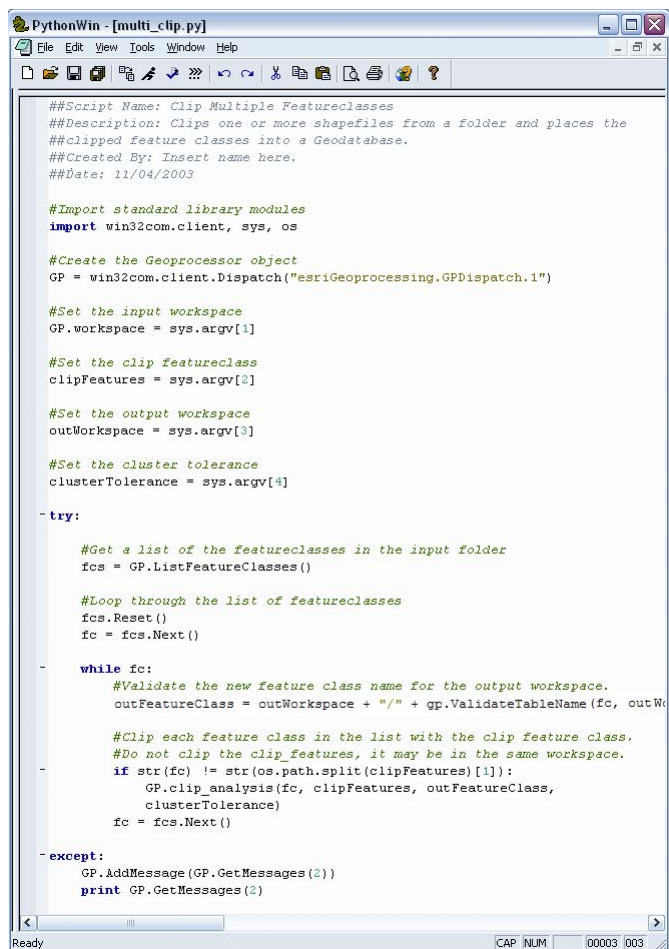 PythonWin - [multi_clip.py]
File Edit View Tools Window Help
##Script Name: Clip Multiple Featureclasses
##Description: Clips one or more shapefiles from a folder and places the
##clipped feature classes into a Geodatabase.
##Created By: Insert name here.
##Date: 11/04/2003
#Import standard library modules
import win32com.client, sys, os
#Create the Geoprocessor object
GP = win32com.client.Dispatch("esriGeoprocessing.GPDispatch.1")
#Set the input workspace
GP.workspace = sys.argv[1]
#Set the clip featureclass
clipFeatures = sys.argv[2]
#Set the output workspace
outWorkspace = sys.argv[3]
#Set the cluster tolerance
clusterTolerance = sys.argv[4]
try:
#Get a list of the featureclasses in the input folder
fcs = GP.ListFeatureClasses()
#Loop through the list of featureclasses
fcs.Reset()
fc = fcs.Next()
while fc:
#Validate the new feature class name for the output workspace.
outFeatureClass = outWorkspace + "/" + gp.ValidateTableName(fc, outWo
#Clip each feature class in the list with the clip feature class.
#Do not clip the clip_features, it may be in the same workspace.
if str(fc) != str(os.path.split(clipFeatures)[1]):
GP.clip_analysis(fc, clipFeatures, outFeatureClass,
clusterTolerance)
fc = fcs.Next()
except:
GP.AddMessage(GP.GetMessages(2))
print GP.GetMessages(2)
Ready CAP NUM 00003 003